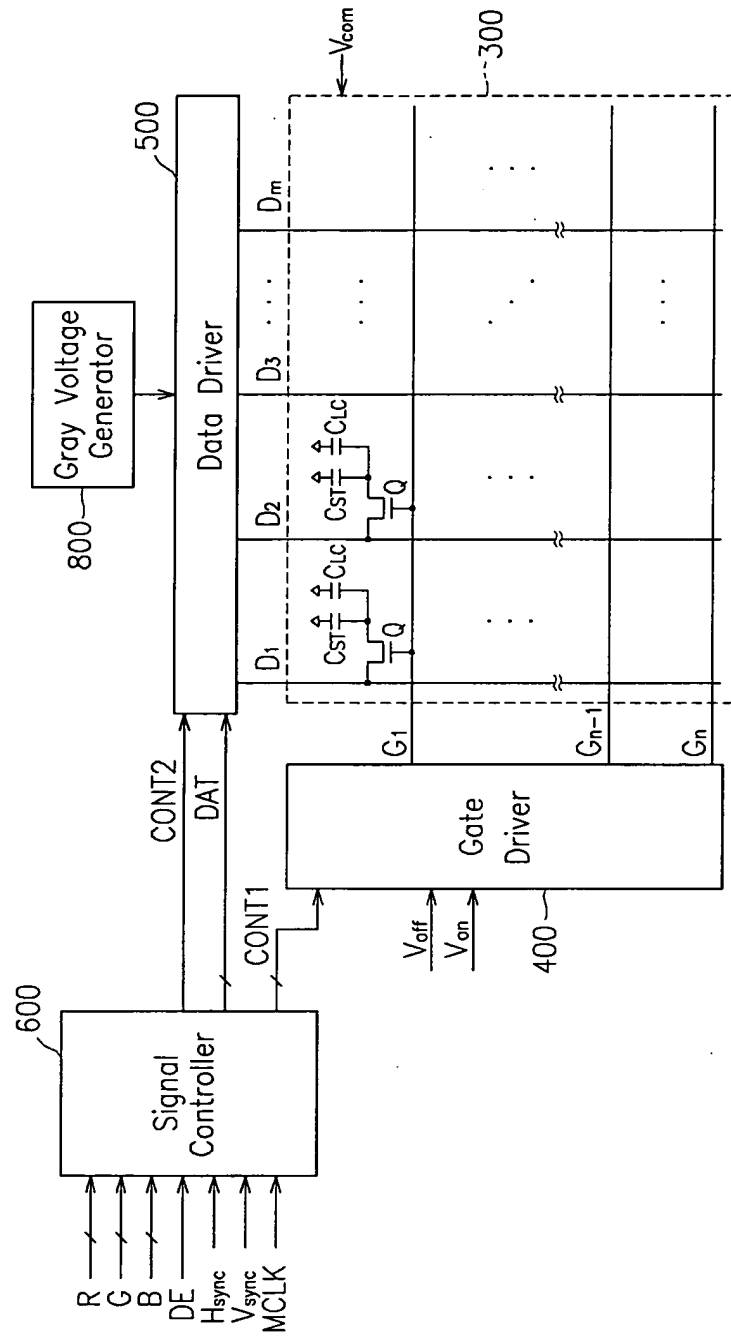 600
Signal
Controller
R
G
B
DE
Hsync
Vsync
MCLK
CONT2
DAT
CONT1
800
Gray Voltage
Generator
500
Data Driver
D1
D2
D3
. . .
Dm
Voff
Von
400
Gate
Driver
G1
Gn-1
Gn
CST
CLC
Q
CST
CLC
Q
Vcom
300